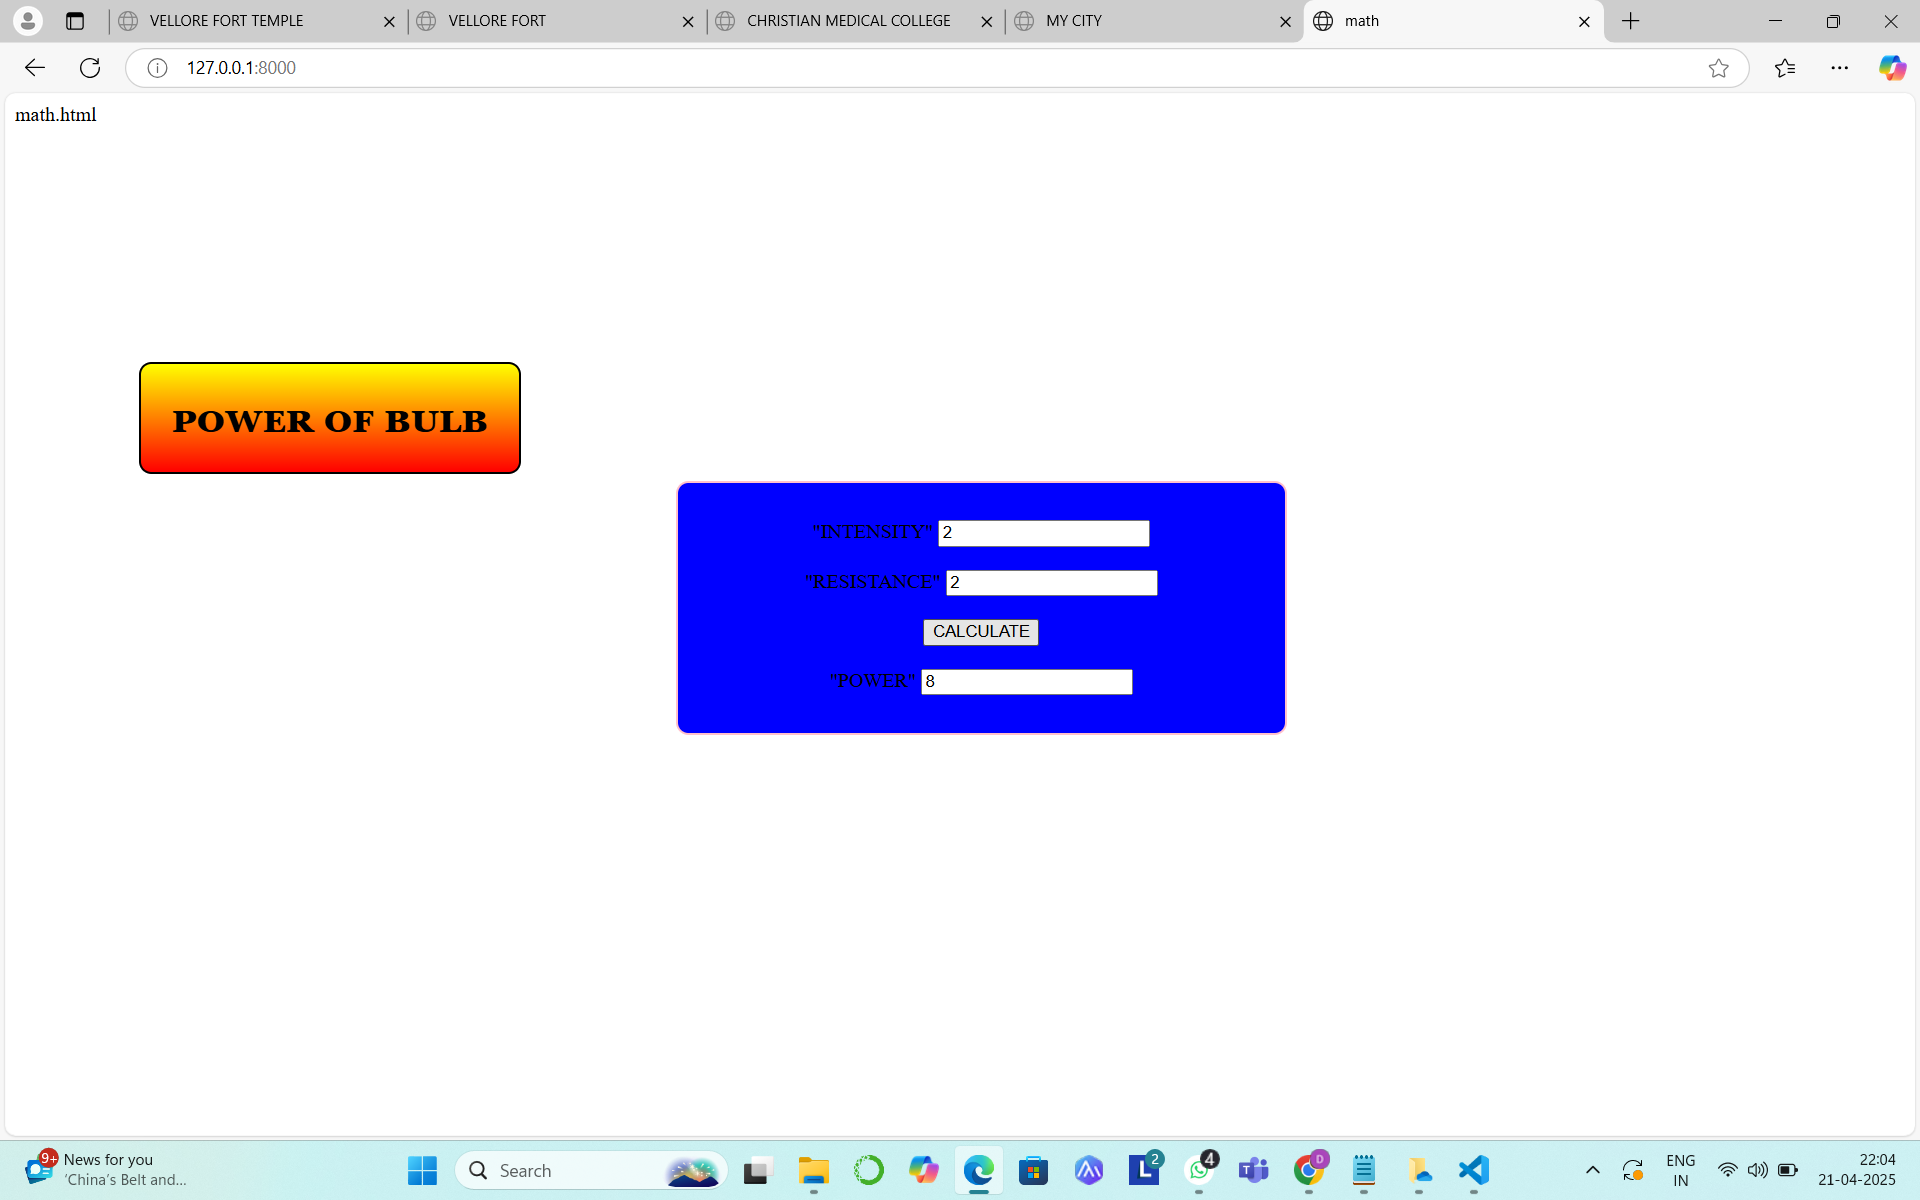 VELLORE FORT TEMPLE
VELLORE FORT
CHRISTIAN MEDICAL COLLEGE
MY CITY
math
127.0.0.1:8000
math.html
POWER OF BULB
"INTENSITY" 2
"RESISTANCE" 2
CALCULATE
"POWER" 8
9+
News for you
'China's Belt and...
Search
L
2
4
T
D
ENG
IN
22:04
21-04-2025